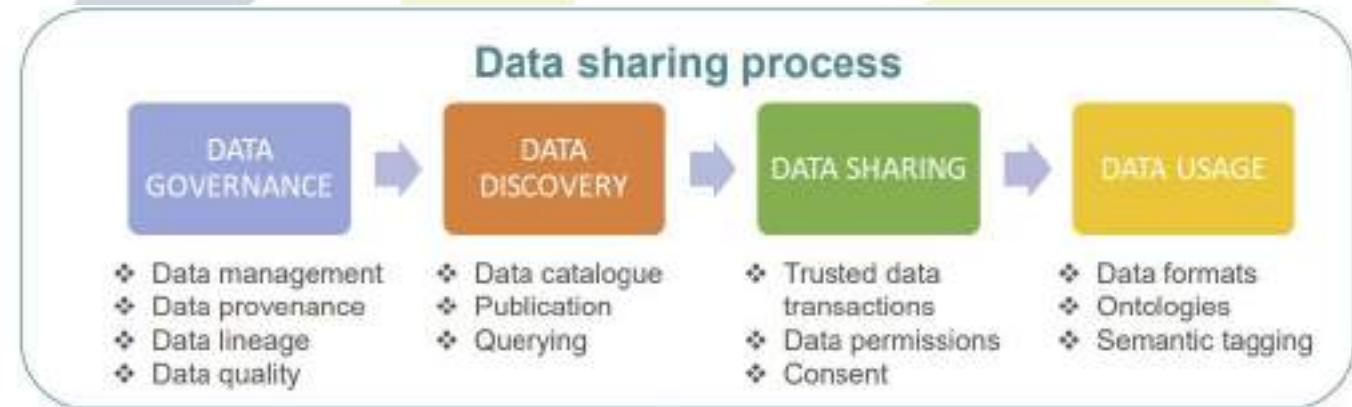 Data sharing process
DATA
GOVERNANCE
DATA
DISCOVERY
DATA SHARING
DATA USAGE
❖ Data management
❖ Data provenance
❖ Data lineage
❖ Data quality
❖ Data catalogue
❖ Publication
❖ Querying
❖ Trusted data
transactions
❖ Data permissions
❖ Consent
❖ Data formats
❖ Ontologies
❖ Semantic tagging